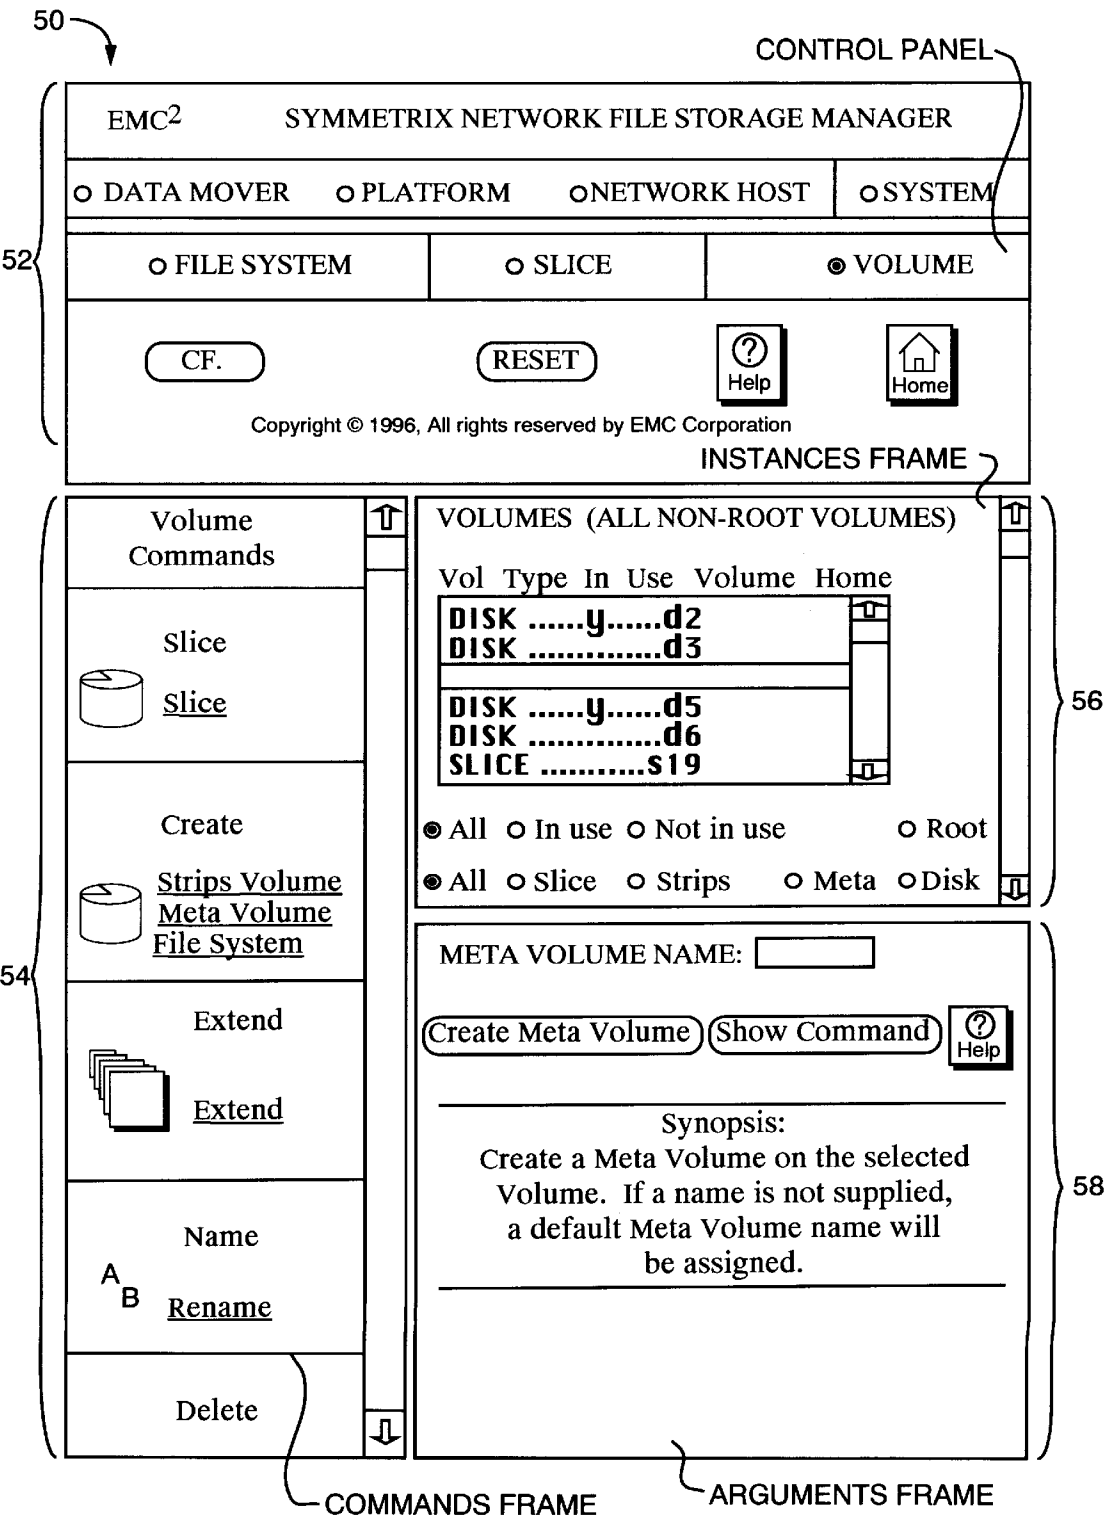 50
CONTROL PANEL
EMC2 SYMMETRIX NETWORK FILE STORAGE MANAGER
DATA MOVER PLATFORM NETWORK HOST SYSTEM
52
FILE SYSTEM SLICE VOLUME
CF. RESET Help Home
Copyright © 1996, All rights reserved by EMC Corporation
INSTANCES FRAME
54
Volume
Commands
Slice
Slice
Create
Strips Volume
Meta Volume
File System
Extend
Extend
Name
A
B
Rename
Delete
COMMANDS FRAME
56
VOLUMES (ALL NON-ROOT VOLUMES)
Vol Type In Use Volume Home
DISK ......y......d2
DISK ..............d3
DISK ......y......d5
DISK ..............d6
SLICE ...........s19
All In use Not in use Root
All Slice Strips Meta Disk
58
META VOLUME NAME:
Create Meta Volume Show Command Help
Synopsis:
Create a Meta Volume on the selected
Volume. If a name is not supplied,
a default Meta Volume name will
be assigned.
ARGUMENTS FRAME